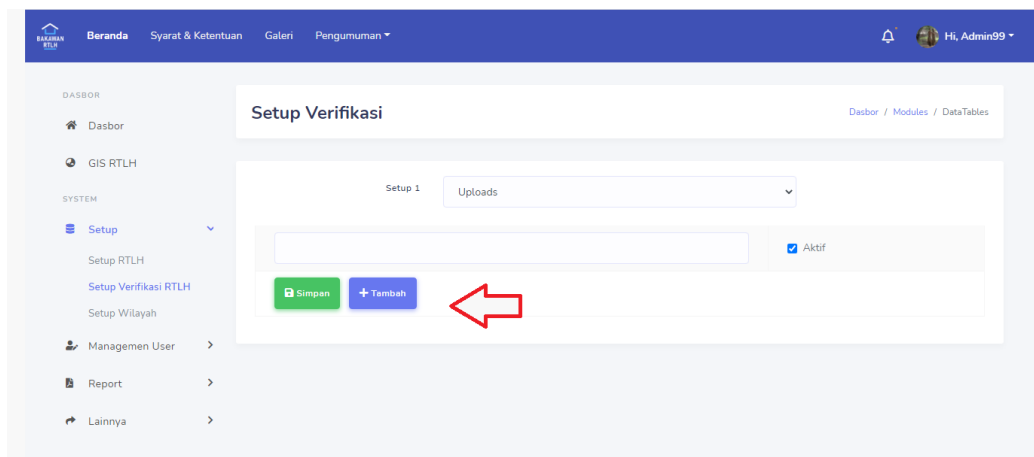 BAKAWAN
RTLH
Beranda Syarat & Ketentuan Galeri Pengumuman Hi, Admin99
DASBOR
Dasbor
GIS RTLH
SYSTEM
Setup
Setup RTLH
Setup Verifikasi RTLH
Setup Wilayah
Managemen User
Report
Lainnya
Setup Verifikasi
Dasbor / Modules / DataTables
Setup 1 Uploads
Aktif
Simpan + Tambah